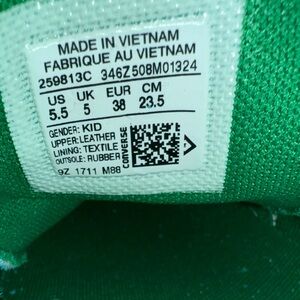 MADE IN VIETNAM
FABRIQUE AU VIETNAM
259813C 346Z508M01324
US UK EUR CM
5.5 5 38 23.5
GENDER: KID
UPPER: LEATHER
LINING: TEXTILE
OUTSOLE: RUBBER
9Z 1711 M88
CONVERSE